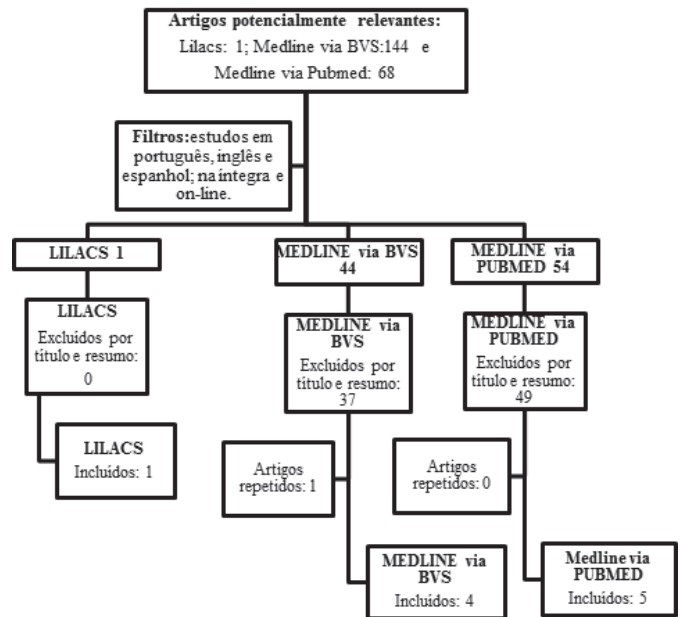 Artigos potencialmente relevantes:
Lilacs: 1; Medline via BVS:144 e
Medline via Pubmed: 68
Filtros:estudos em
português, inglês e
espanhol; na íntegra e
on-line.
LILACS 1
MEDLINE via BVS
44
MEDLINE via
PUBMED 54
LILACS
Excluídos por
título e resumo:
0
MEDLINE via
BVS
Excluídos por
título e resumo:
37
MEDLINE via
PUBMED
Excluídos por
título e resumo:
49
LILACS
Incluídos: 1
Artigos
repetidos: 1
Artigos
repetidos: 0
MEDLINE via
BVS
Incluídos: 4
Medline via
PUBMED
Incluídos: 5